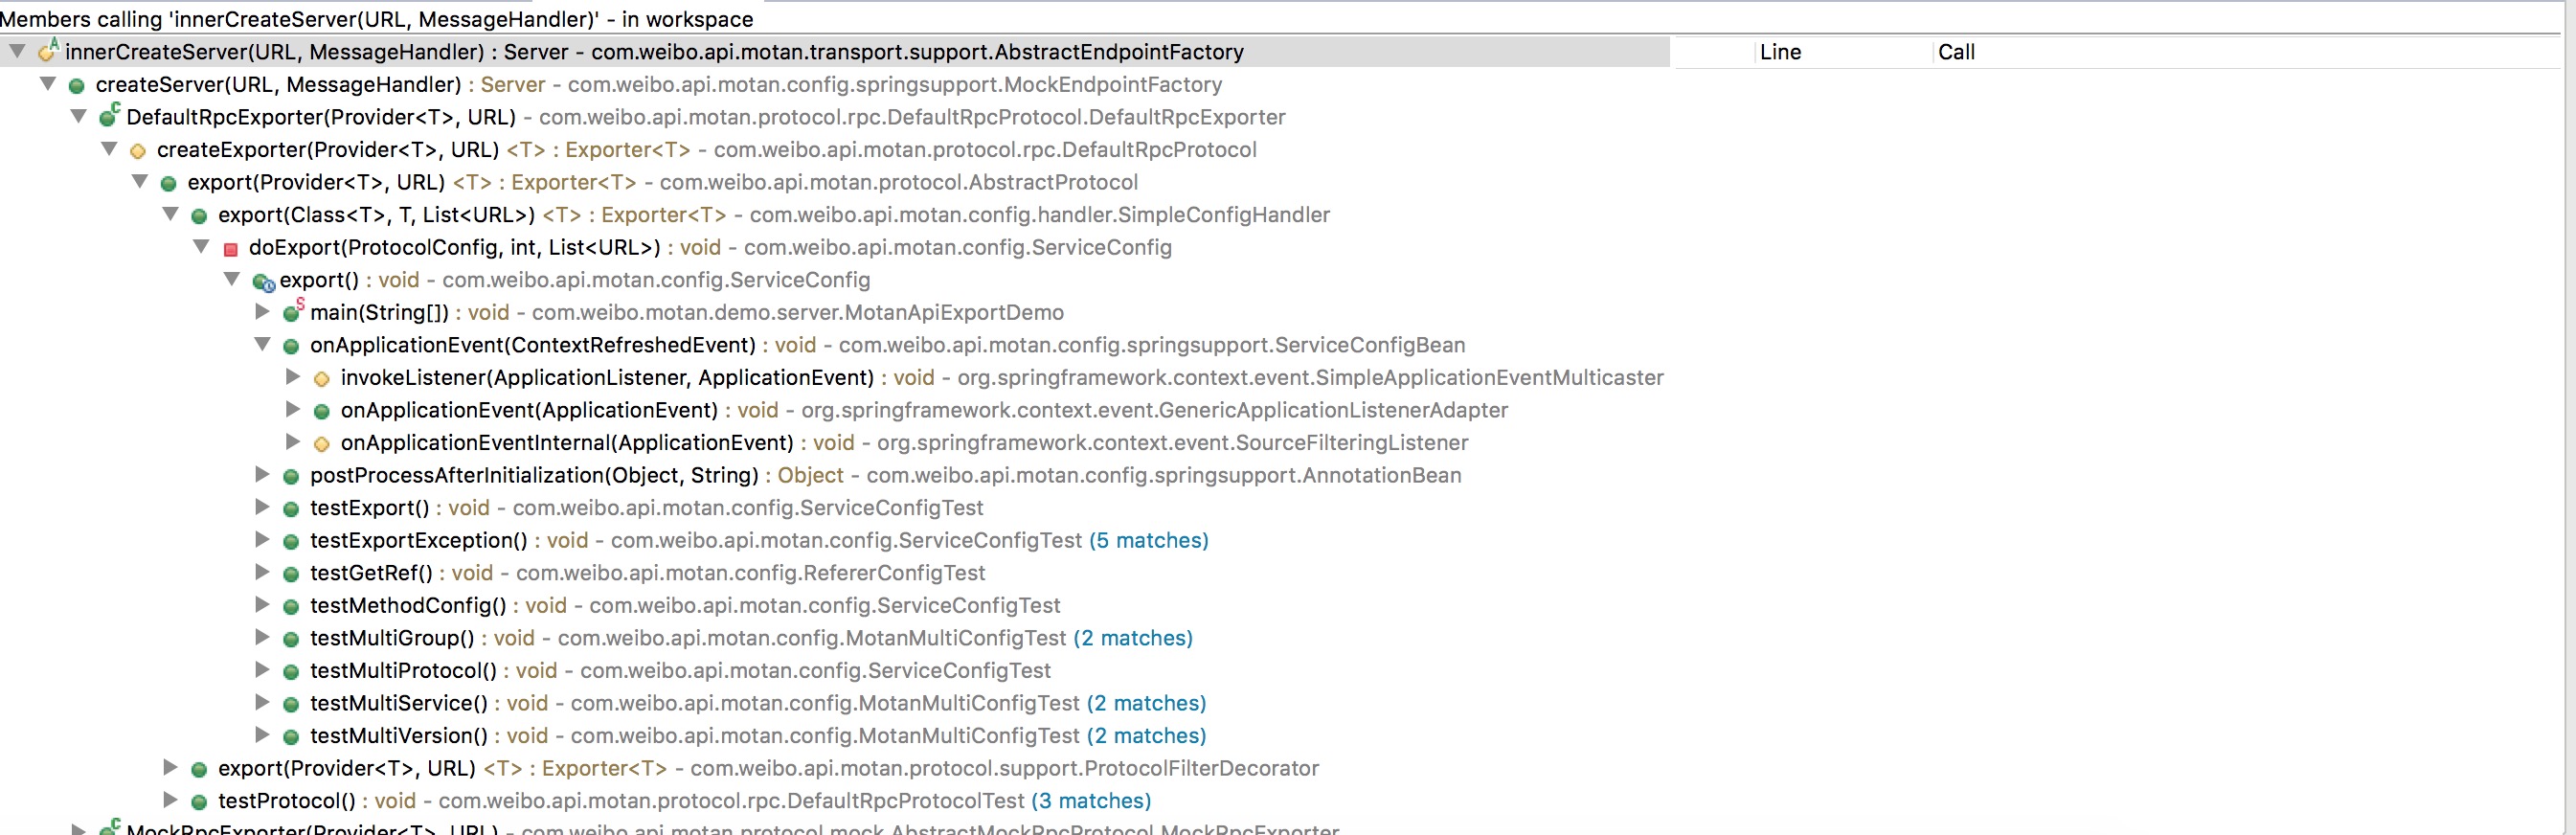 Members calling 'innerCreateServer(URL, MessageHandler)' - in workspace
innerCreateServer(URL, MessageHandler) : Server - com.weibo.api.motan.transport.support.AbstractEndpointFactory Line Call
createServer(URL, MessageHandler) : Server - com.weibo.api.motan.config.springsupport.MockEndpointFactory
DefaultRpcExporter(Provider<T>, URL) - com.weibo.api.motan.protocol.rpc.DefaultRpcProtocol.DefaultRpcExporter
createExporter(Provider<T>, URL) <T> : Exporter<T> - com.weibo.api.motan.protocol.rpc.DefaultRpcProtocol
export(Provider<T>, URL) <T> : Exporter<T> - com.weibo.api.motan.protocol.AbstractProtocol
export(Class<T>, T, List<URL>) <T> : Exporter<T> - com.weibo.api.motan.config.handler.SimpleConfigHandler
doExport(ProtocolConfig, int, List<URL>) : void - com.weibo.api.motan.config.ServiceConfig
export() : void - com.weibo.api.motan.config.ServiceConfig
main(String[]) : void - com.weibo.motan.demo.server.MotanApiExportDemo
onApplicationEvent(ContextRefreshedEvent) : void - com.weibo.api.motan.config.springsupport.ServiceConfigBean
invokeListener(ApplicationListener, ApplicationEvent) : void - org.springframework.context.event.SimpleApplicationEventMulticaster
onApplicationEvent(ApplicationEvent) : void - org.springframework.context.event.GenericApplicationListenerAdapter
onApplicationEventInternal(ApplicationEvent) : void - org.springframework.context.event.SourceFilteringListener
postProcessAfterInitialization(Object, String) : Object - com.weibo.api.motan.config.springsupport.AnnotationBean
testExport() : void - com.weibo.api.motan.config.ServiceConfigTest
testExportException() : void - com.weibo.api.motan.config.ServiceConfigTest (5 matches)
testGetRef() : void - com.weibo.api.motan.config.RefererConfigTest
testMethodConfig() : void - com.weibo.api.motan.config.ServiceConfigTest
testMultiGroup() : void - com.weibo.api.motan.config.MotanMultiConfigTest (2 matches)
testMultiProtocol() : void - com.weibo.api.motan.config.ServiceConfigTest
testMultiService() : void - com.weibo.api.motan.config.MotanMultiConfigTest (2 matches)
testMultiVersion() : void - com.weibo.api.motan.config.MotanMultiConfigTest (2 matches)
export(Provider<T>, URL) <T> : Exporter<T> - com.weibo.api.motan.protocol.support.ProtocolFilterDecorator
testProtocol() : void - com.weibo.api.motan.protocol.rpc.DefaultRpcProtocolTest (3 matches)
MockRpcExporter(Provider<T>, URL) - com.weibo.api.motan.protocol.mock.AbstractMockRpcProtocol.MockRpcExporter